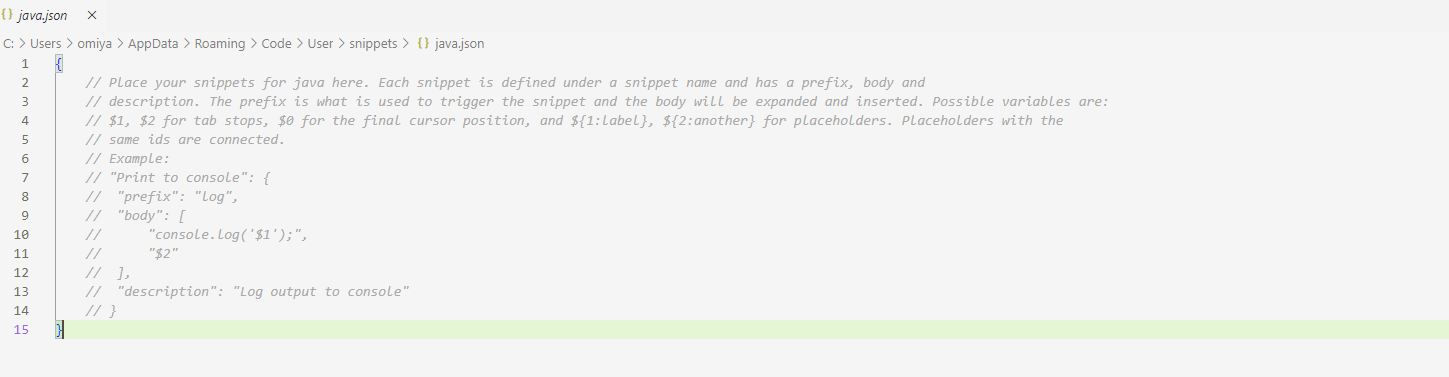 {} java.json ×
C: > Users > omiya > AppData > Roaming > Code > User > snippets > {} java.json
1 {
2 // Place your snippets for java here. Each snippet is defined under a snippet name and has a prefix, body and
3 // description. The prefix is what is used to trigger the snippet and the body will be expanded and inserted. Possible variables are:
4 // $1, $2 for tab stops, $0 for the final cursor position, and ${1:label}, ${2:another} for placeholders. Placeholders with the
5 // same ids are connected.
6 // Example:
7 // "Print to console": {
8 //  "prefix": "log",
9 //  "body": [
10 //      "console.log('$1');",
11 //      "$2"
12 //  ],
13 //  "description": "Log output to console"
14 // }
15 }